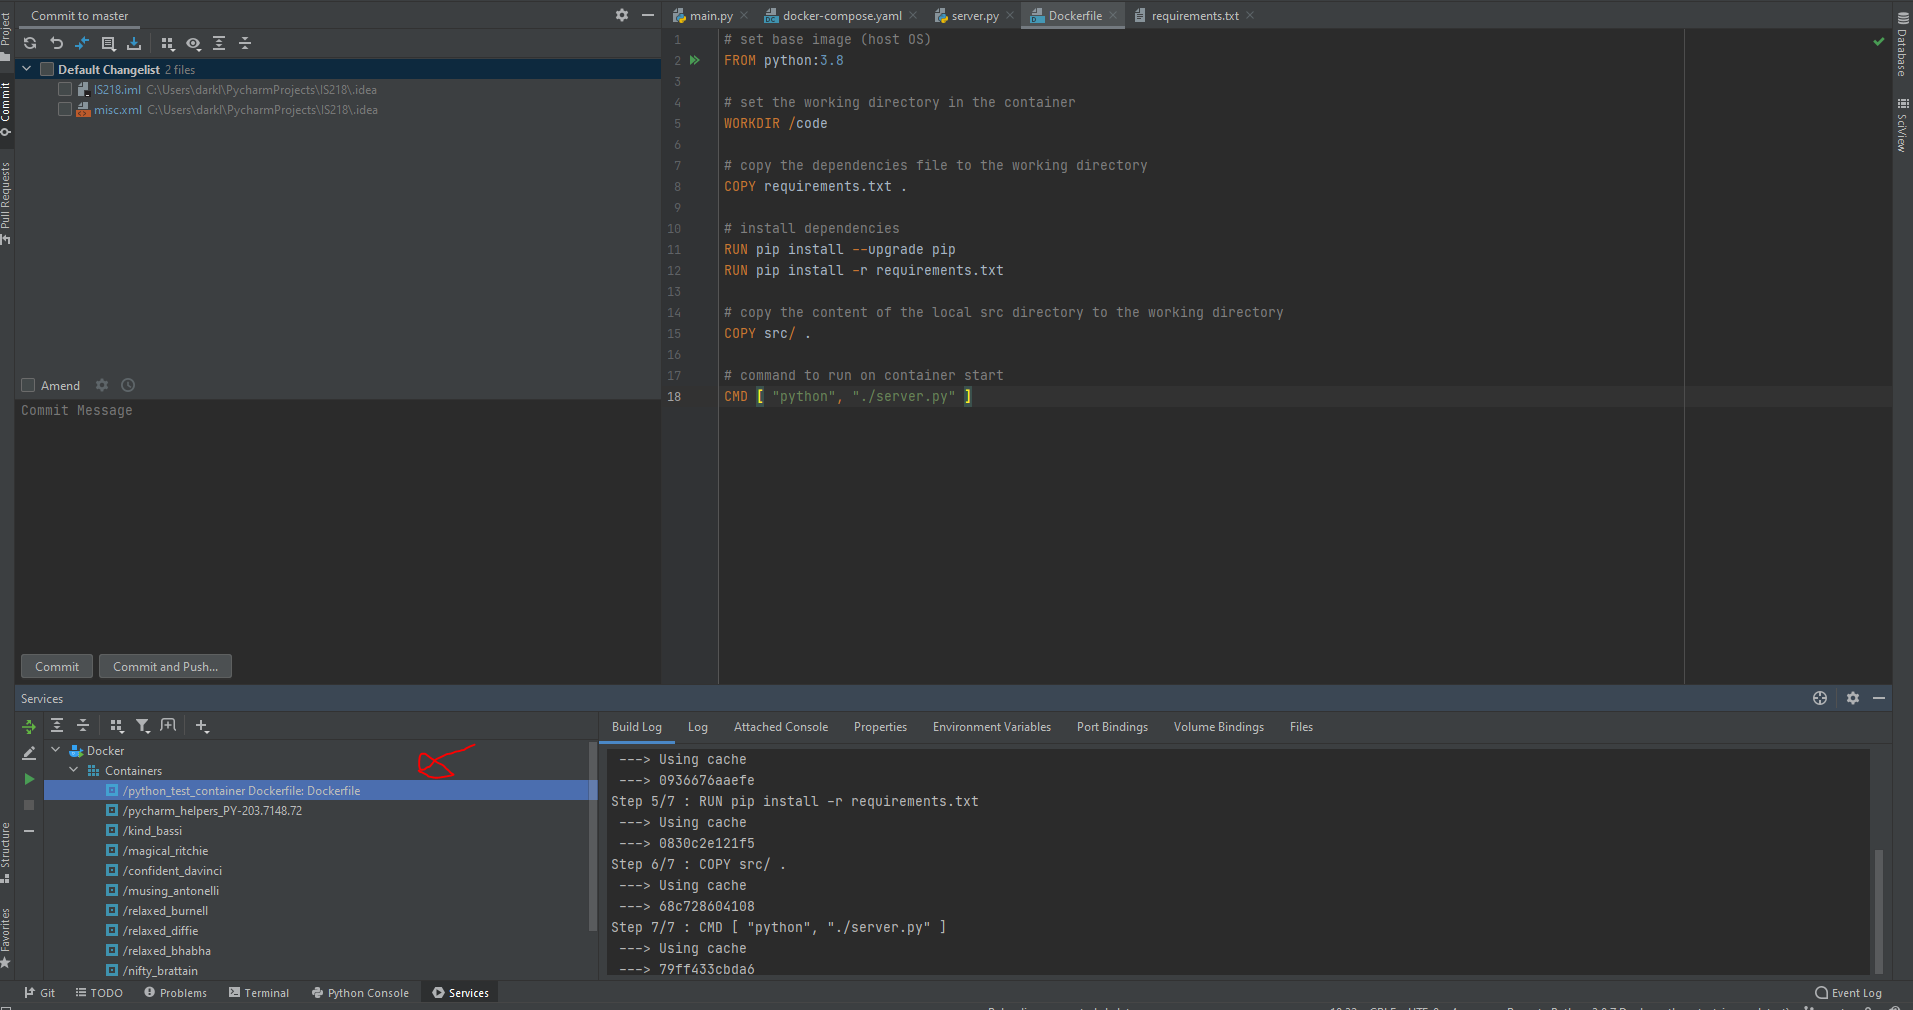 Project
Commit
Pull Requests
Structure
Favorites
Commit to master
Default Changelist 2 files
IS218.iml C:\Users\darkl\PycharmProjects\IS218\.idea
misc.xml C:\Users\darkl\PycharmProjects\IS218\.idea
Amend
Commit Message
Commit
Commit and Push...
main.py
docker-compose.yaml
server.py
Dockerfile
requirements.txt
1 # set base image (host OS)
2 FROM python:3.8
3
4 # set the working directory in the container
5 WORKDIR /code
6
7 # copy the dependencies file to the working directory
8 COPY requirements.txt .
9
10 # install dependencies
11 RUN pip install --upgrade pip
12 RUN pip install -r requirements.txt
13
14 # copy the content of the local src directory to the working directory
15 COPY src/ .
16
17 # command to run on container start
18 CMD [ "python", "./server.py" ]
Database
SciView
Services
Docker
Containers
/python_test_container Dockerfile: Dockerfile
/pycharm_helpers_PY-203.7148.72
/kind_bassi
/magical_ritchie
/confident_davinci
/musing_antonelli
/relaxed_burnell
/relaxed_diffie
/relaxed_bhabha
/nifty_brattain
Build Log Log Attached Console Properties Environment Variables Port Bindings Volume Bindings Files
---> Using cache
---> 0936676aaefe
Step 5/7 : RUN pip install -r requirements.txt
---> Using cache
---> 0830c2e121f5
Step 6/7 : COPY src/ .
---> Using cache
---> 68c728604108
Step 7/7 : CMD [ "python", "./server.py" ]
---> Using cache
---> 79ff433cbda6
Git TODO Problems Terminal Python Console Services Event Log